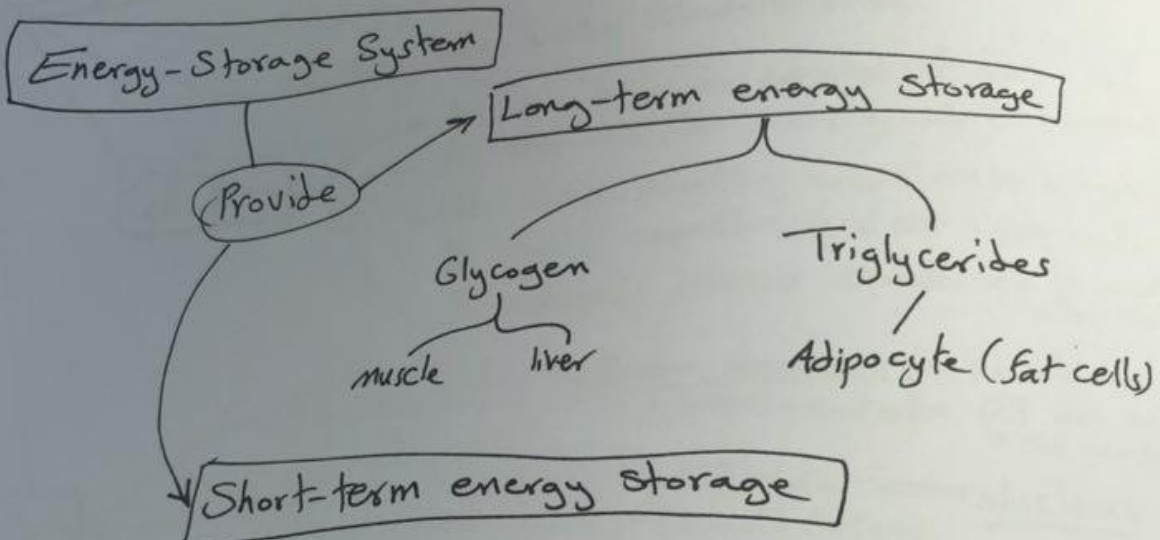 Energy-Storage System
Long-term energy storage
Provide
Glycogen
Triglycerides
muscle
liver
Adipocyte (fat cells)
Short-term energy storage